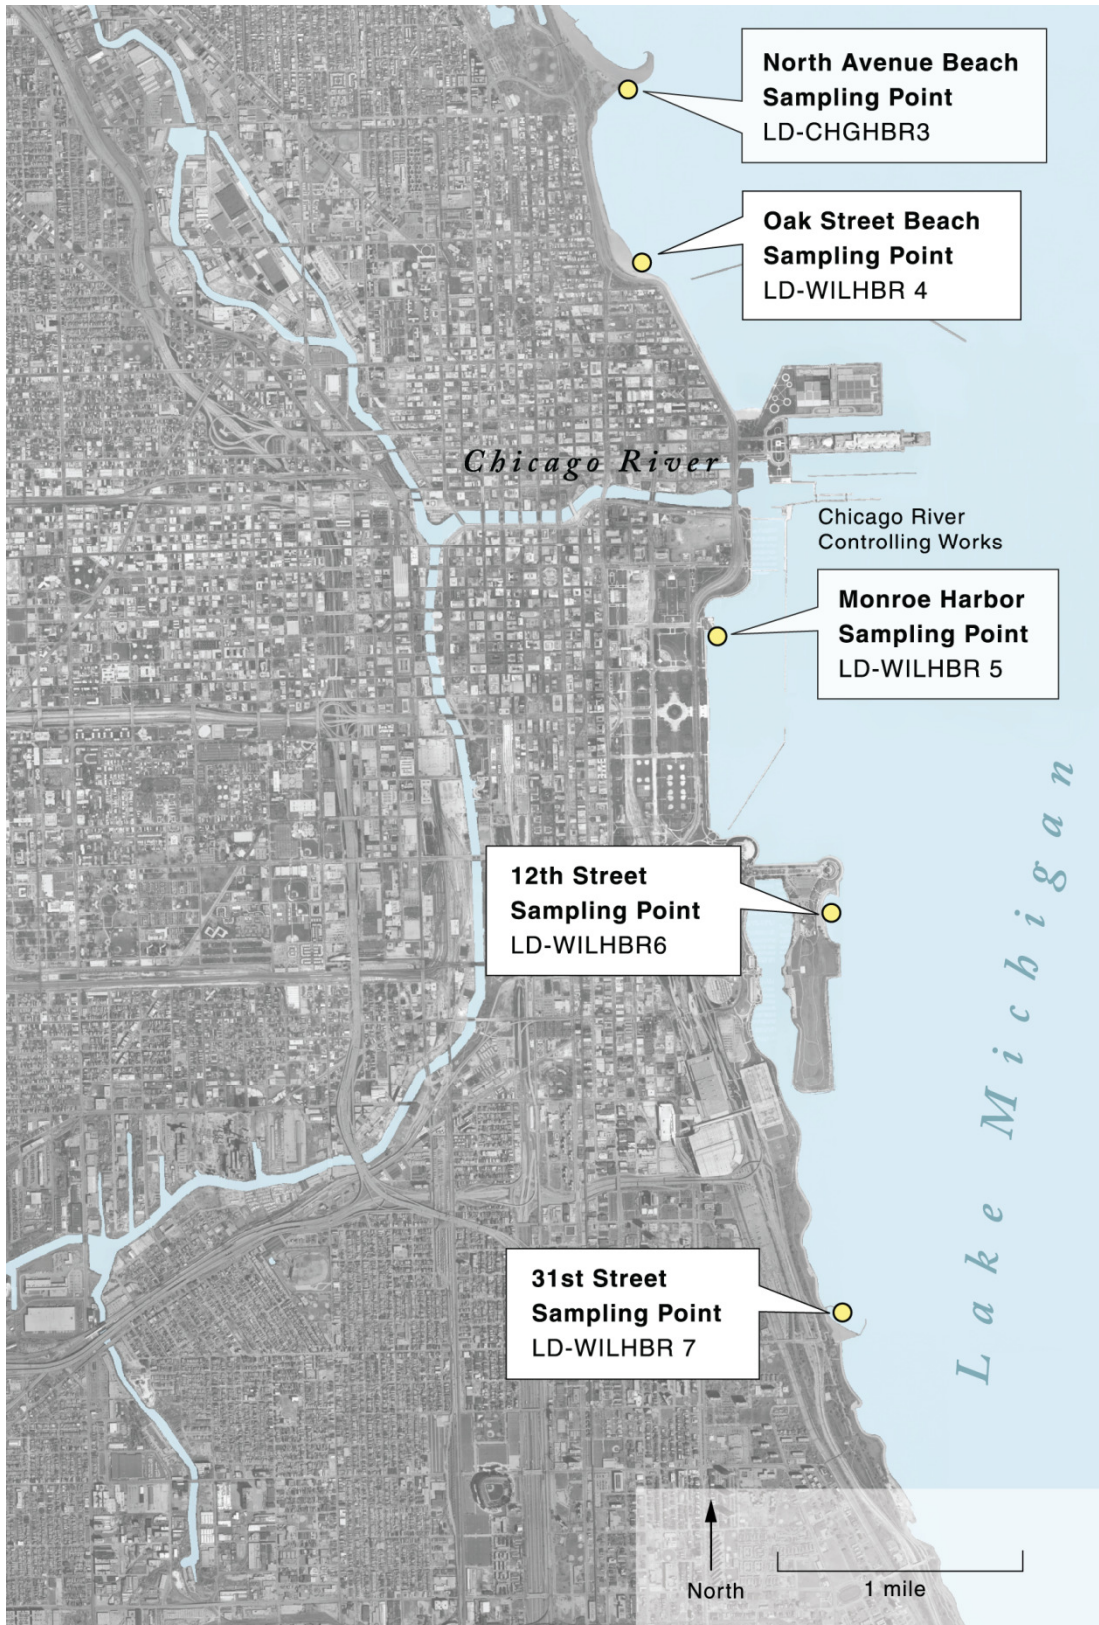 North Avenue Beach
Sampling Point
LD-CHGHBR3
Oak Street Beach
Sampling Point
LD-WILHBR 4
Chicago River
Chicago River
Controlling Works
Monroe Harbor
Sampling Point
LD-WILHBR 5
12th Street
Sampling Point
LD-WILHBR6
Lake Michigan
31st Street
Sampling Point
LD-WILHBR 7
North
1 mile